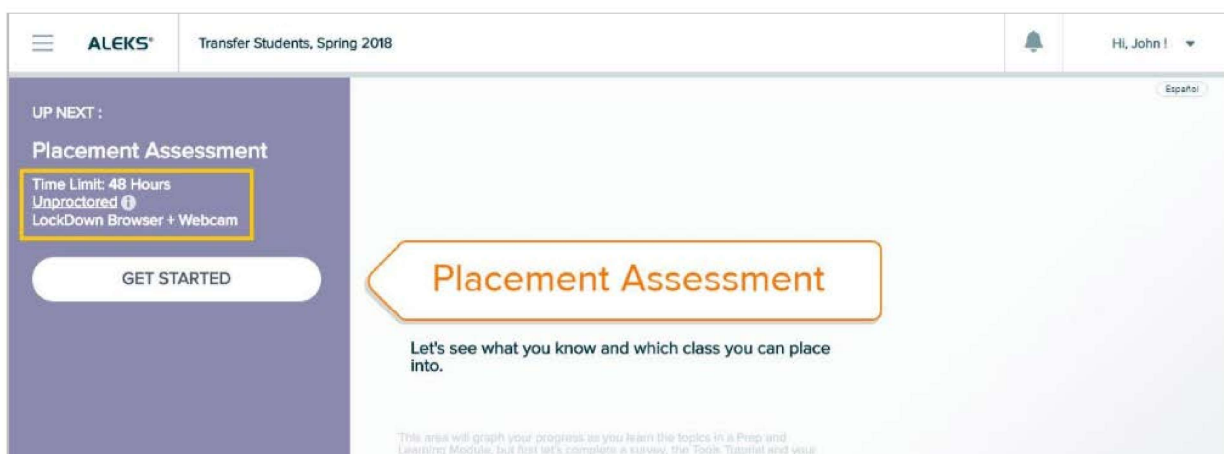 ALEKS®
Transfer Students, Spring 2018
Hi, John !
Español
UP NEXT :
Placement Assessment
Time Limit: 48 Hours
Unproctored
LockDown Browser + Webcam
GET STARTED
Placement Assessment
Let's see what you know and which class you can place
into.
This area will graph your progress as you learn the topics in a Prep and
Learning Module, but first let's complete a survey, the Tools Tutorial and your